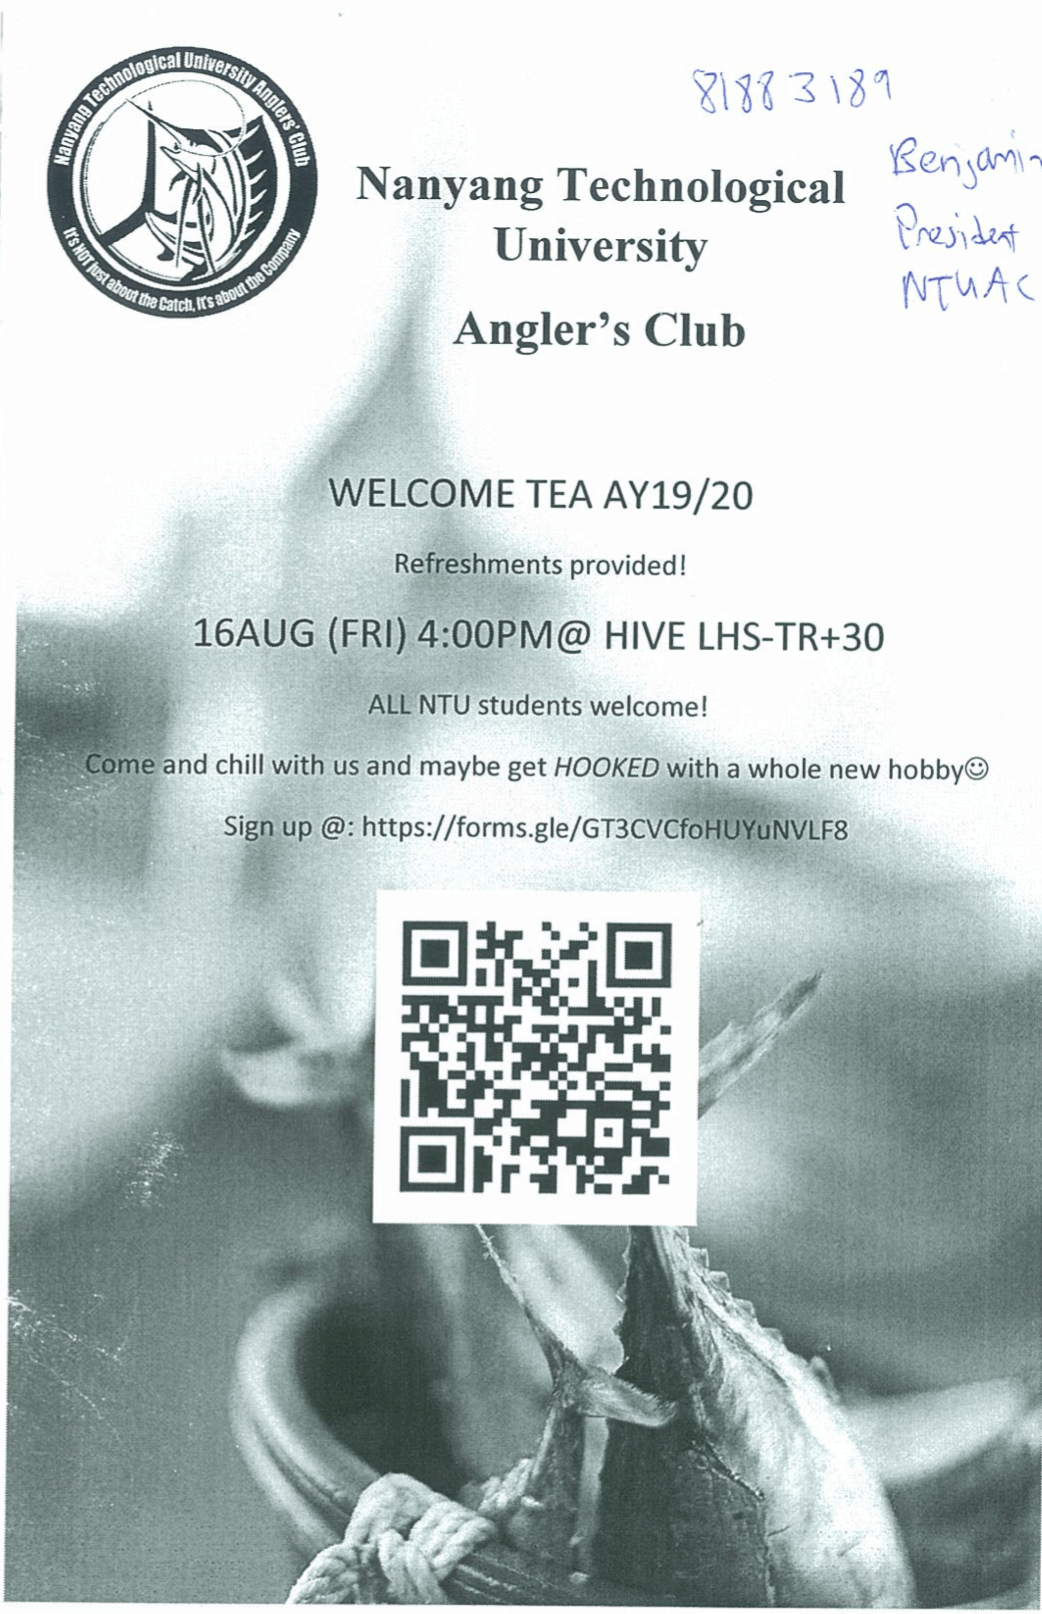 Nanyang Technological University Anglers' Club
It's NOT just about the Catch, It's about the Company
81883189
Benjamin
President
NTUAC
Nanyang Technological
University
Angler's Club
WELCOME TEA AY19/20
Refreshments provided!
16AUG (FRI) 4:00PM@ HIVE LHS-TR+30
ALL NTU students welcome!
Come and chill with us and maybe get HOOKED with a whole new hobby☺
Sign up @: https://forms.gle/GT3CVCfoHUYuNVLF8